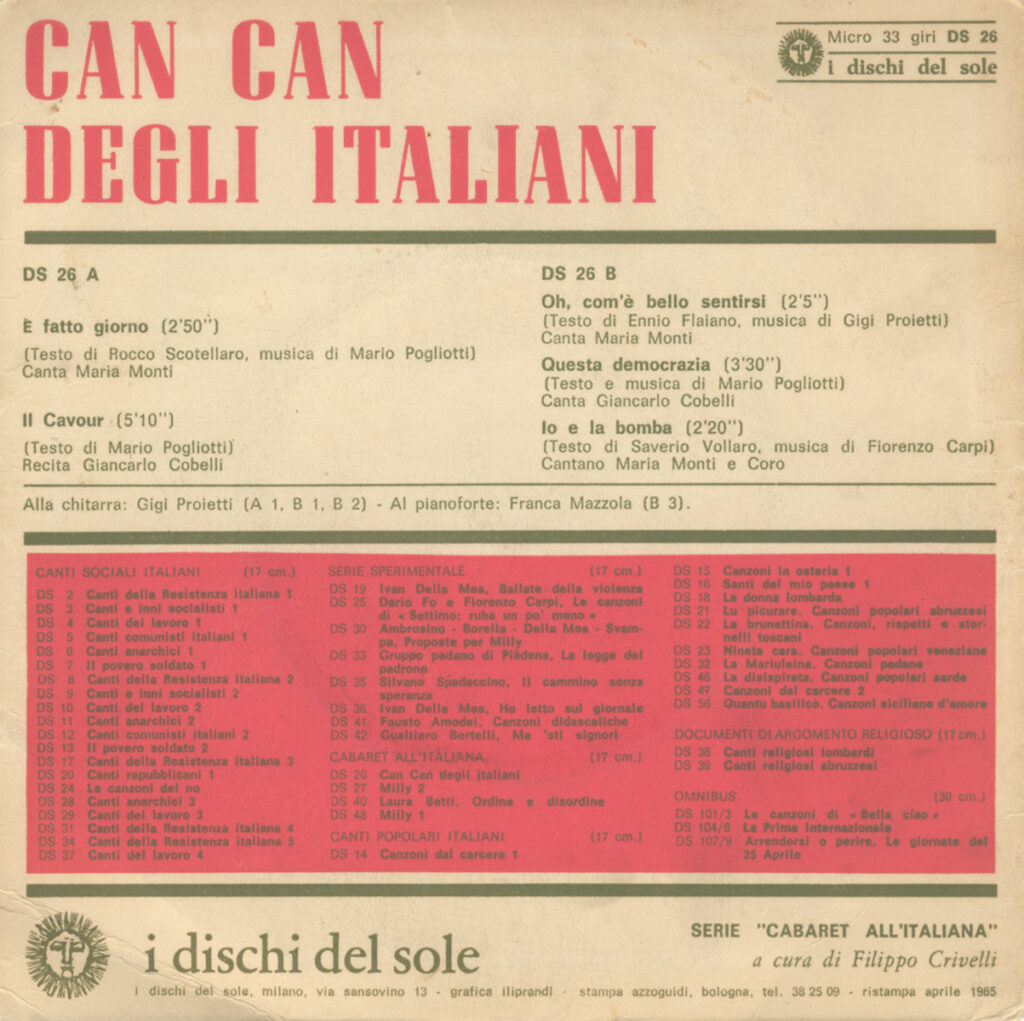 CAN CAN
DEGLI ITALIANI
Micro 33 giri DS 26
i dischi del sole
DS 26 A
È fatto giorno (2'50'')
(Testo di Rocco Scotellaro, musica di Mario Pogliotti)
Canta Maria Monti
Il Cavour (5'10'')
(Testo di Mario Pogliotti)
Recita Giancarlo Cobelli
DS 26 B
Oh, com'è bello sentirsi (2'5'')
(Testo di Ennio Flaiano, musica di Gigi Proietti)
Canta Maria Monti
Questa democrazia (3'30'')
(Testo e musica di Mario Pogliotti)
Canta Giancarlo Cobelli
Io e la bomba (2'20'')
(Testo di Saverio Vollaro, musica di Fiorenzo Carpi)
Cantano Maria Monti e Coro
Alla chitarra: Gigi Proietti (A 1, B 1, B 2) - Al pianoforte: Franca Mazzola (B 3).
CANTI SOCIALI ITALIANI (17 cm.)
DS 2 Canti della Resistenza italiana 1
DS 3 Canti e inni socialisti 1
DS 4 Canti del lavoro 1
DS 5 Canti comunisti italiani 1
DS 6 Canti anarchici 1
DS 7 Il povero soldato 1
DS 8 Canti della Resistenza italiana 2
DS 9 Canti e inni socialisti 2
DS 10 Canti del lavoro 2
DS 11 Canti anarchici 2
DS 12 Canti comunisti italiani 2
DS 13 Il povero soldato 2
DS 17 Canti della Resistenza italiana 3
DS 20 Canti repubblicani 1
DS 24 Le canzoni del no
DS 28 Canti anarchici 3
DS 29 Canti del lavoro 3
DS 31 Canti della Resistenza italiana 4
DS 34 Canti della Resistenza italiana 5
DS 37 Canti del lavoro 4
SERIE SPERIMENTALE (17 cm.)
DS 19 Ivan Della Mea, Ballate della violenza
DS 25 Dario Fo e Fiorenzo Carpi, Le canzoni
di « Settimo: ruba un po' meno »
DS 30 Ambrosino - Borella - Della Mea - Svam-
pa, Proposte per Milly
DS 33 Gruppo padano di Piàdena, La legge del
padrone
DS 35 Silvano Spadaccino, Il cammino senza
speranza
DS 36 Ivan Della Mea, Ho letto sul giornale
DS 41 Fausto Amodei, Canzoni didascaliche
DS 42 Gualtiero Bertelli, Ma 'sti signori
CABARET ALL'ITALIANA (17 cm.)
DS 26 Can Can degli italiani
DS 27 Milly 2
DS 40 Laura Betti, Ordine e disordine
DS 48 Milly 1
CANTI POPOLARI ITALIANI (17 cm.)
DS 14 Canzoni dal carcere 1
DS 15 Canzoni in osteria 1
DS 16 Santi del mio paese 1
DS 18 La donna lombarda
DS 21 Lu picurare. Canzoni popolari abruzzesi
DS 22 La brunettina. Canzoni, rispetti e stor-
nelli toscani
DS 23 Nineta cara. Canzoni popolari veneziane
DS 32 La Mariuleina. Canzoni padane
DS 46 La disispirata. Canzoni popolari sarde
DS 47 Canzoni dal carcere 2
DS Quantu basilicò. Canzoni siciliane d'amore
DOCUMENTI DI ARGOMENTO RELIGIOSO (17 cm.)
DS 38 Canti religiosi lombardi
DS 39 Canti religiosi abruzzesi
OMNIBUS (30 cm.)
DS 101/3 Le canzoni di « Bella ciao »
DS 104/6 La Prima Internazionale
DS 107/9 Arrendersi o perire. Le giornate del
25 Aprile
i dischi del sole
SERIE "CABARET ALL'ITALIANA"
a cura di Filippo Crivelli
i dischi del sole, milano, via sansovino 13 - grafica iliprandi - stampa azzoguidi, bologna, tel. 38 25 09 - ristampa aprile 1965